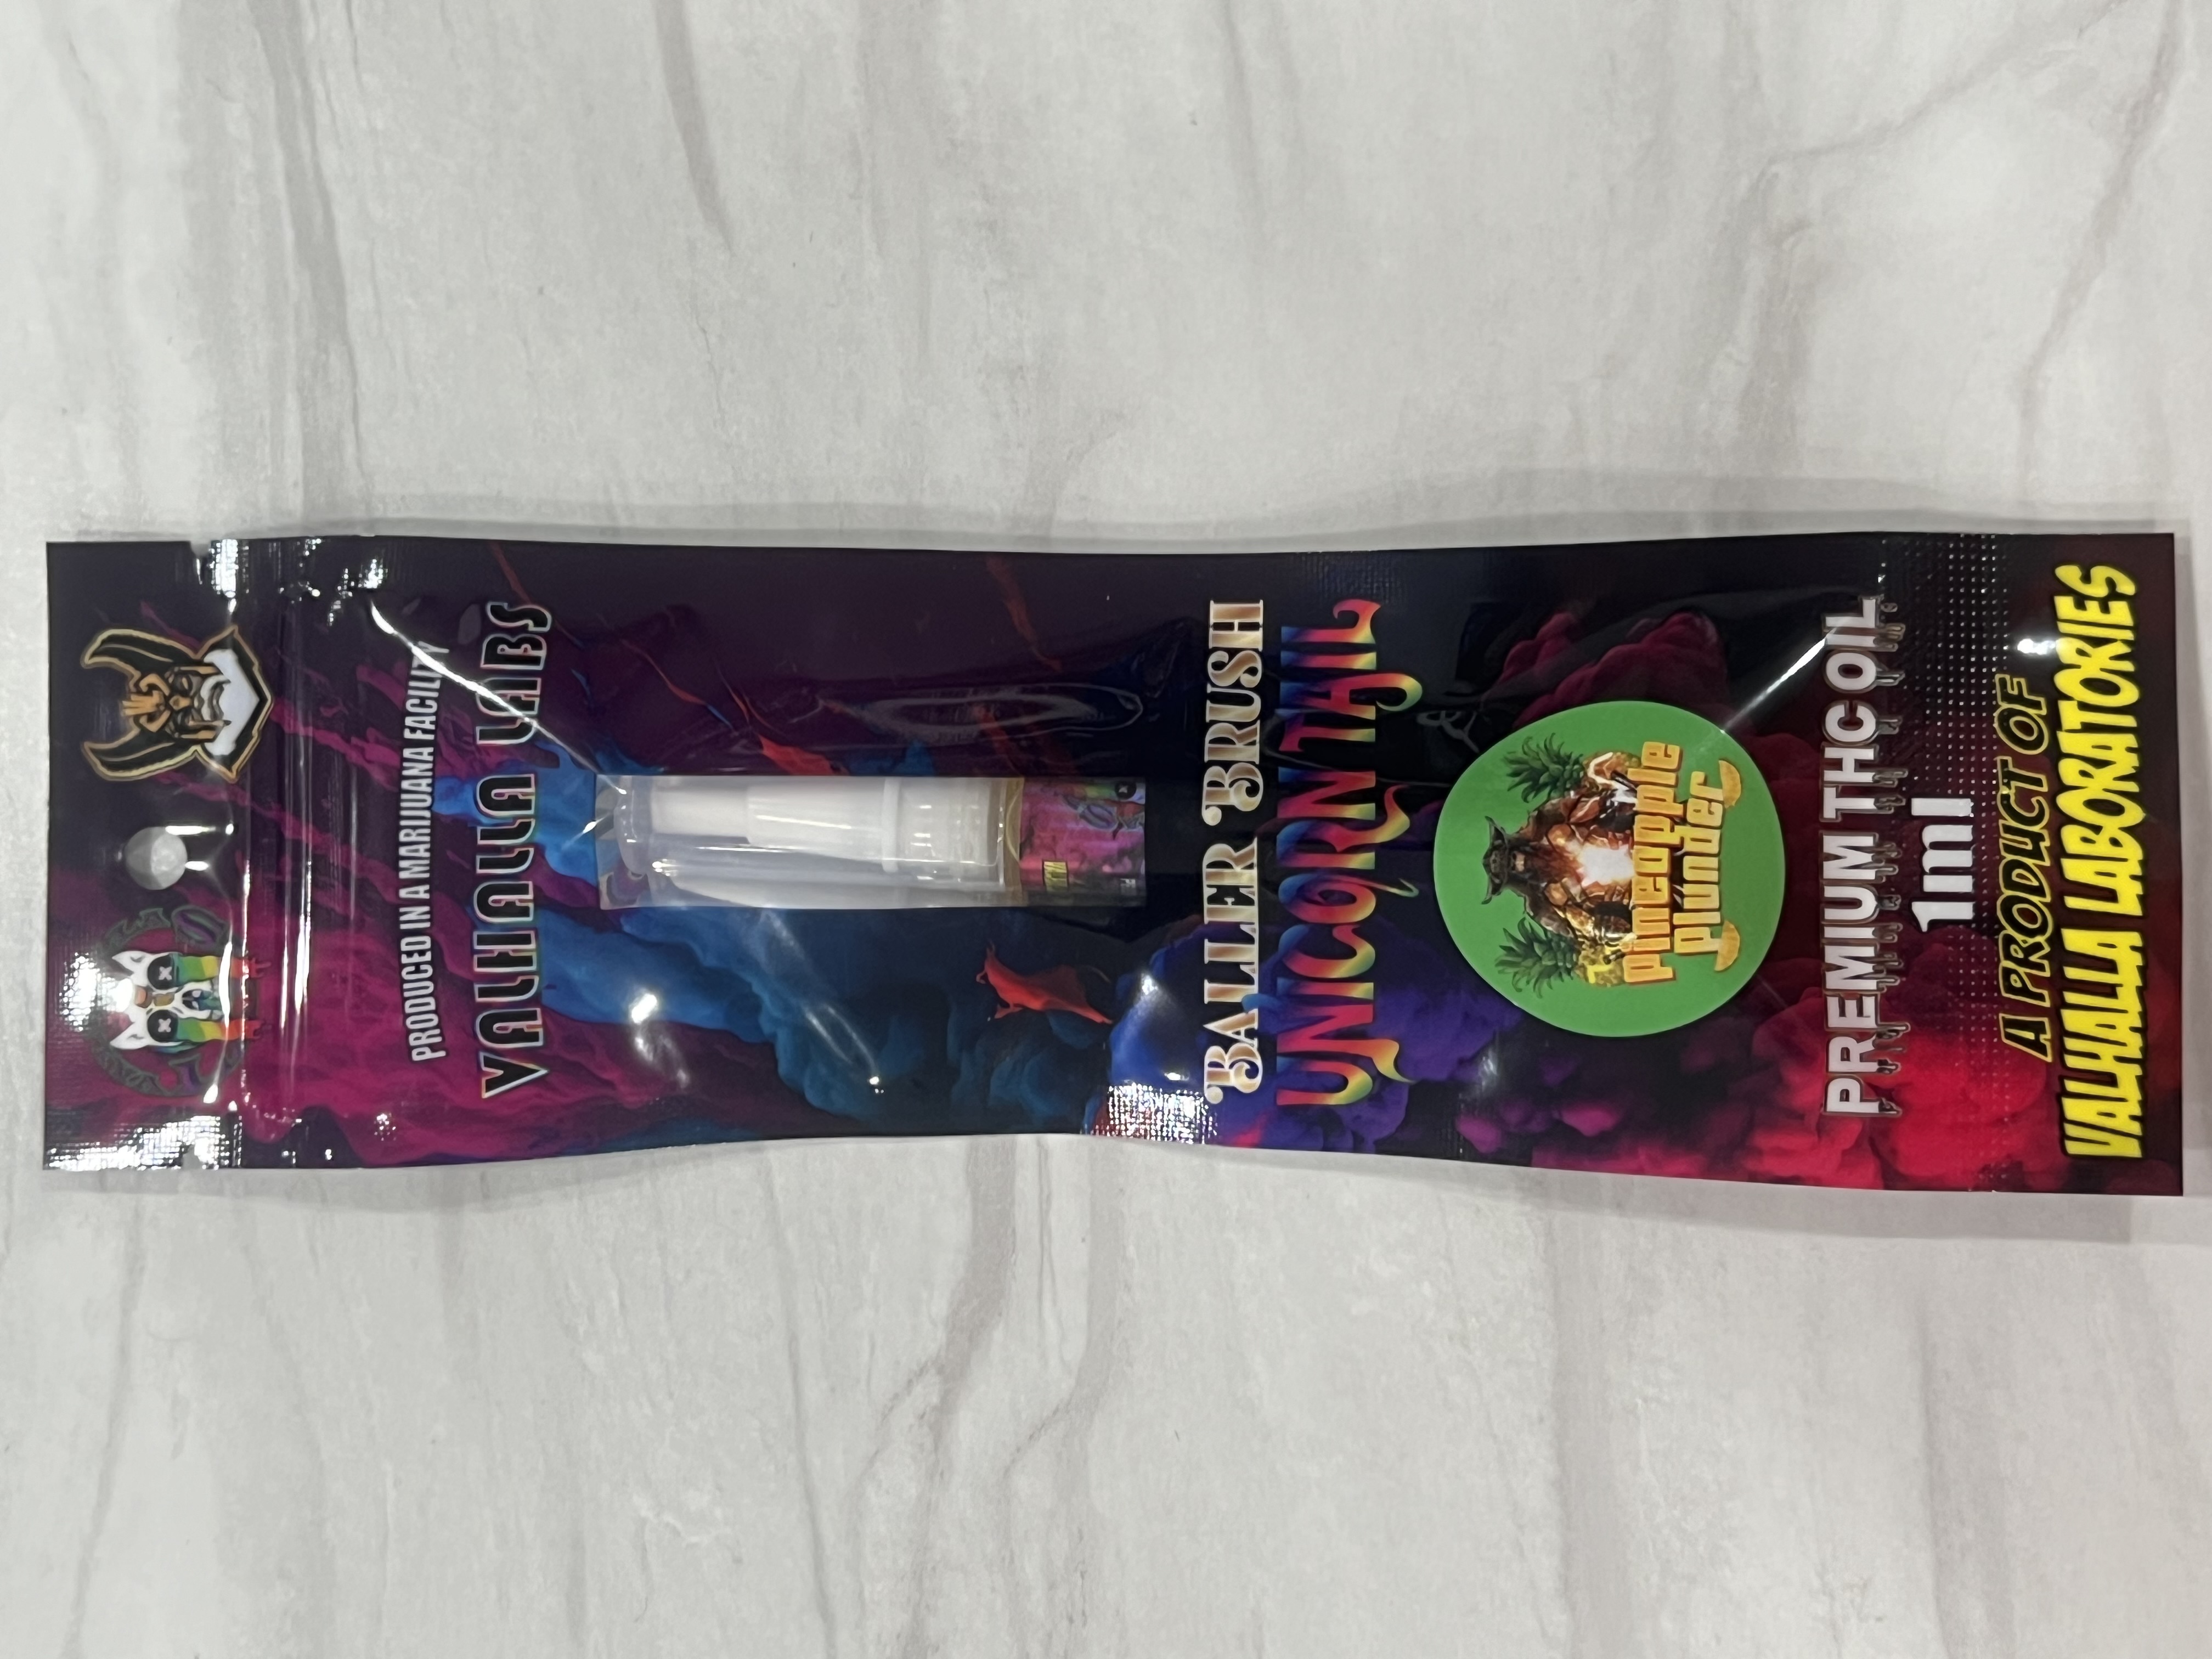 PRODUCED IN A MARIJUANA FACILITY
VALHALLA LABS
BALLER BRUSH
UNICORN TAIL
pineapple
plunder
PREMIUM THC OIL
1ml
A PRODUCT OF
VALHALLA LABORATORIES